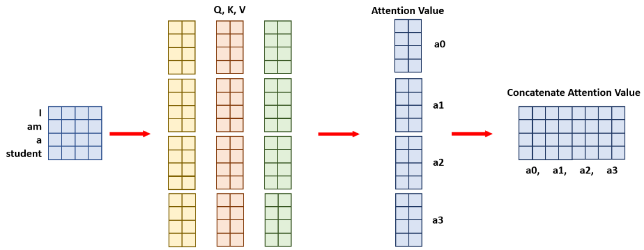 Q, K, V
Attention Value
a0
I
am
a
student
a1
a2
a3
Concatenate Attention Value
a0, a1, a2, a3